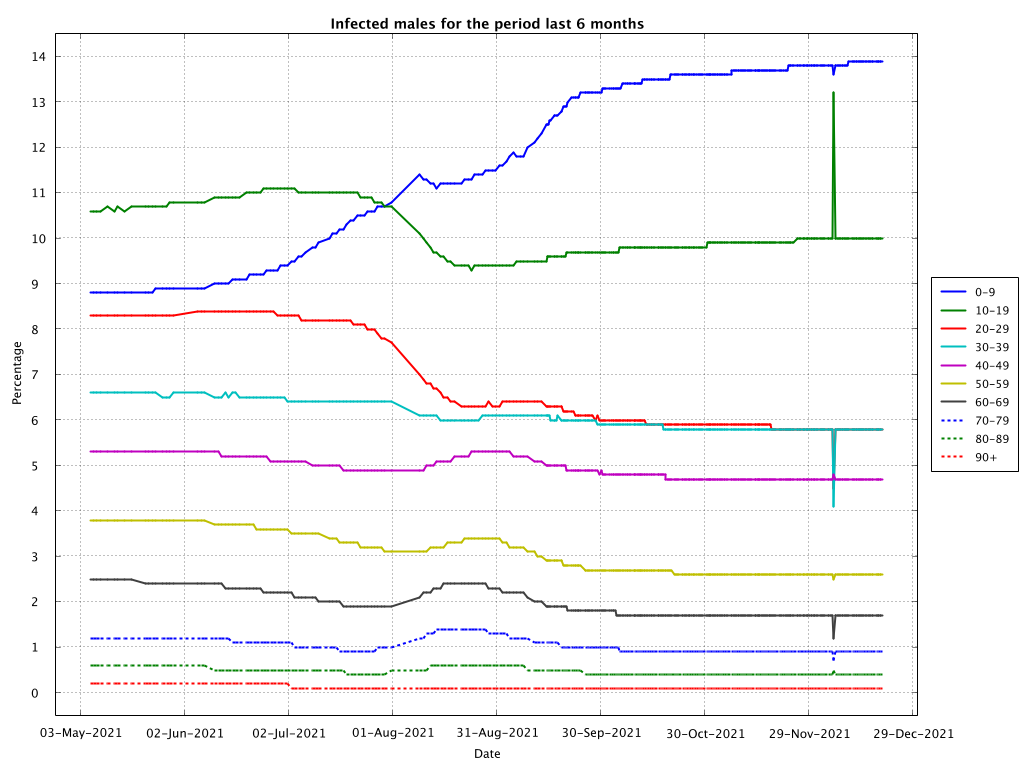 Infected males for the period last 6 months
Percentage
14
13
12
11
10
9
8
7
6
5
4
3
2
1
0
03-May-2021
02-Jun-2021
02-Jul-2021
01-Aug-2021
31-Aug-2021
30-Sep-2021
30-Oct-2021
29-Nov-2021
29-Dec-2021
Date
0-9
10-19
20-29
30-39
40-49
50-59
60-69
70-79
80-89
90+